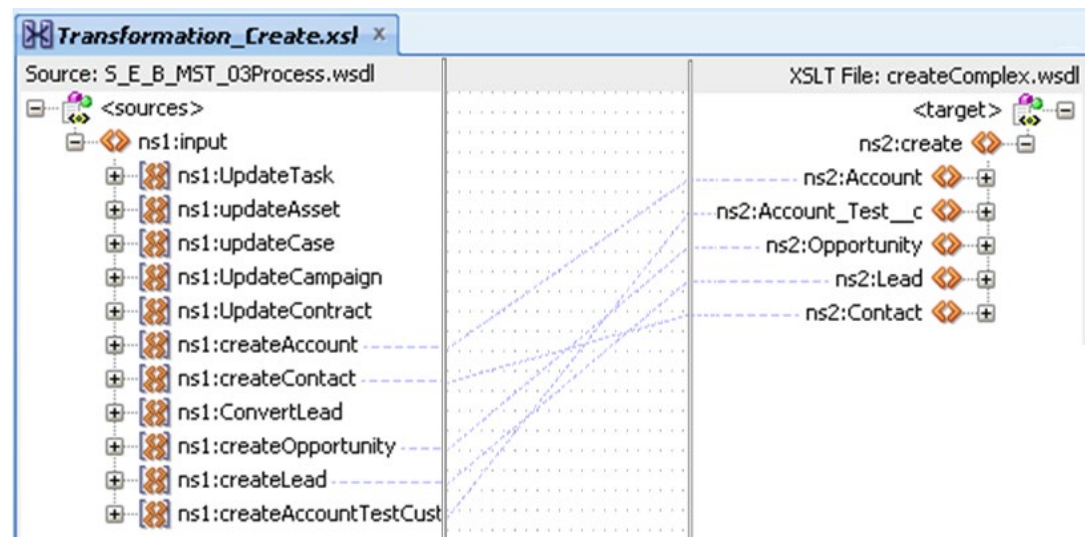 Transformation_Create.xsl
Source: S_E_B_MST_03Process.wsdl
XSLT File: createComplex.wsdl
<sources>
<target>
ns1:input
ns2:create
ns1:UpdateTask
ns2:Account
ns1:updateAsset
ns2:Account_Test__c
ns1:updateCase
ns2:Opportunity
ns1:UpdateCampaign
ns2:Lead
ns1:UpdateContract
ns2:Contact
ns1:createAccount
ns1:createContact
ns1:ConvertLead
ns1:createOpportunity
ns1:createLead
ns1:createAccountTestCust